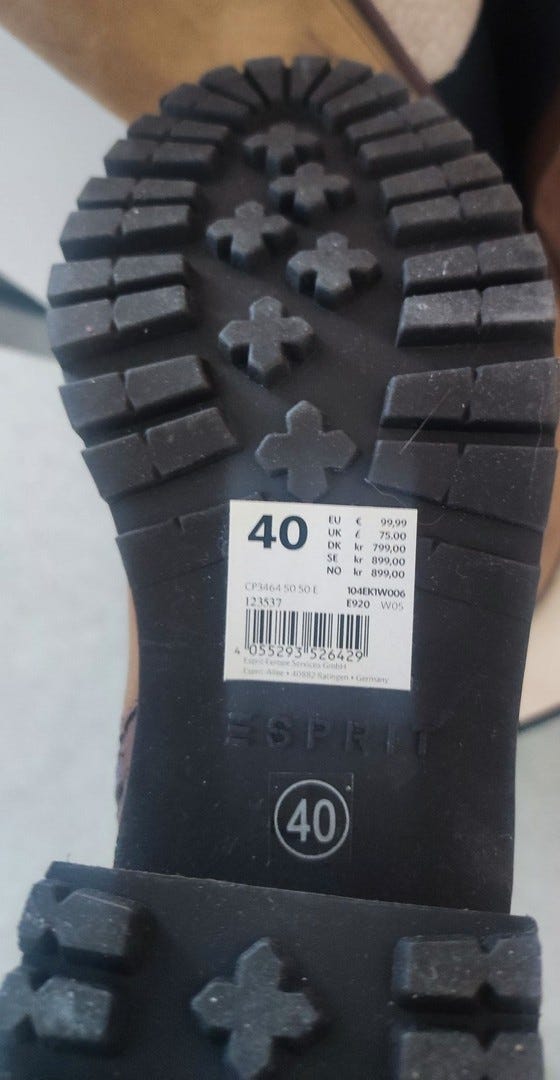 40
EU € 99,99
UK £ 75.00
DK kr 799,00
SE kr 899,00
NO kr 899,00
CP3464 50 50 E 104EK1W006
123537 E920 W05
4 055293 526429
Esprit Europe Services GmbH
Esprit-Allee • 40882 Ratingen • Germany
ESPRIT
40